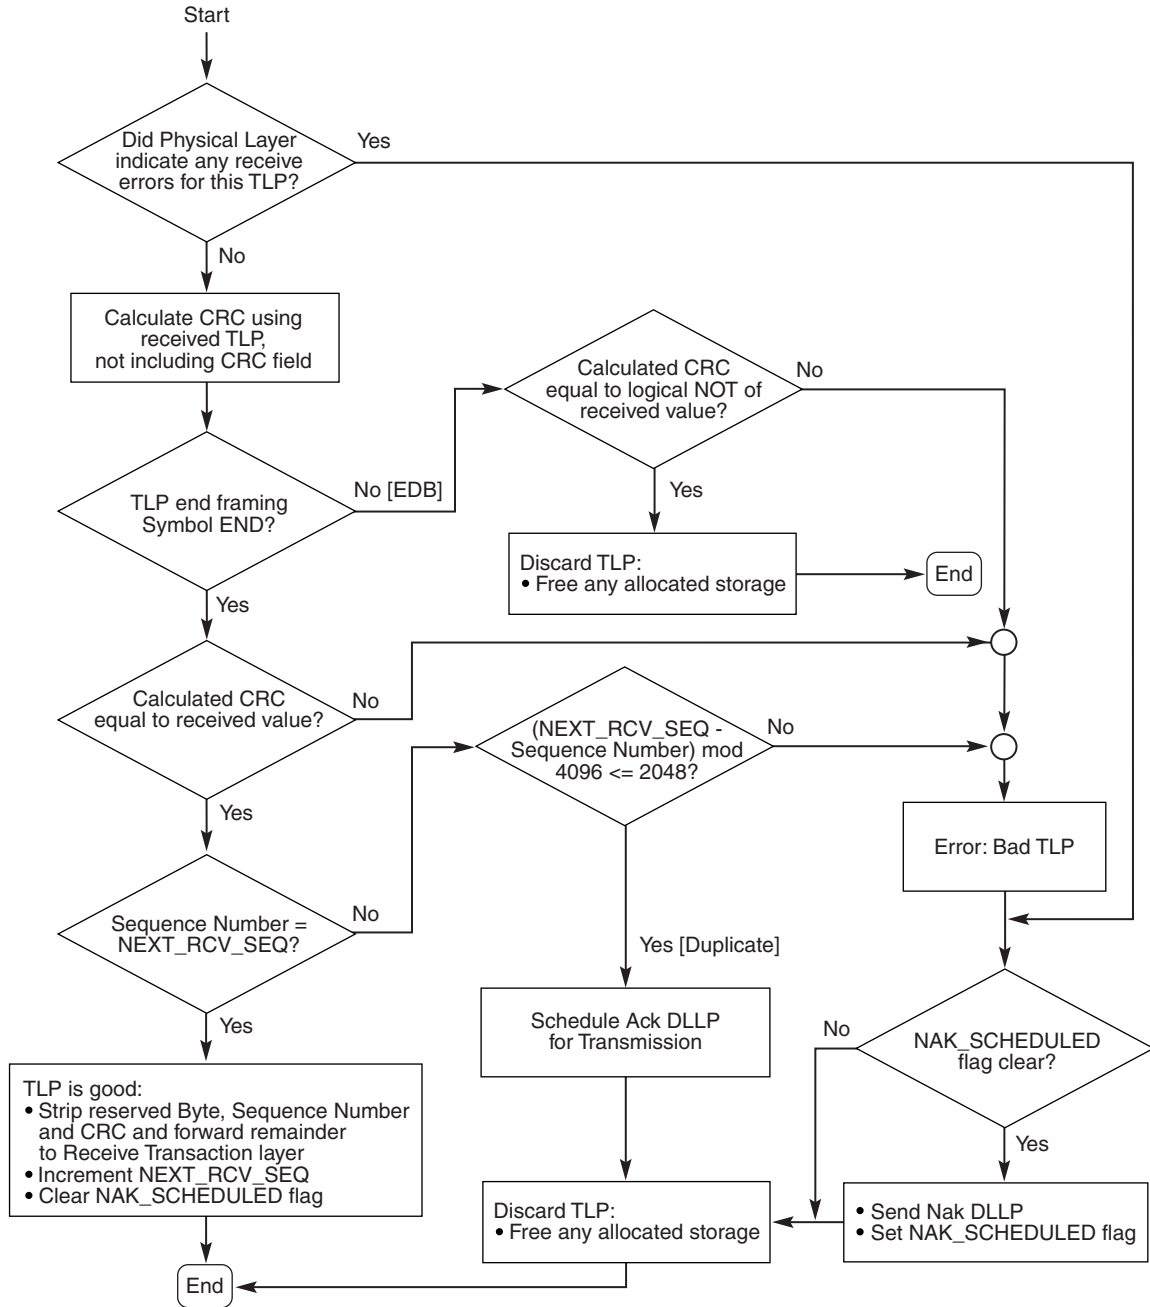 Start
Did Physical Layer
indicate any receive
errors for this TLP?
Yes
No
Calculate CRC using
received TLP,
not including CRC field
Calculated CRC
equal to logical NOT of
received value?
No
TLP end framing
Symbol END?
No [EDB]
Yes
Discard TLP:
• Free any allocated storage
End
Yes
Calculated CRC
equal to received value?
No
(NEXT_RCV_SEQ -
Sequence Number) mod
4096 <= 2048?
No
Yes
Error: Bad TLP
Sequence Number =
NEXT_RCV_SEQ?
No
Yes [Duplicate]
Yes
Schedule Ack DLLP
for Transmission
No
NAK_SCHEDULED
flag clear?
Yes
TLP is good:
• Strip reserved Byte, Sequence Number
and CRC and forward remainder
to Receive Transaction layer
• Increment NEXT_RCV_SEQ
• Clear NAK_SCHEDULED flag
Discard TLP:
• Free any allocated storage
• Send Nak DLLP
• Set NAK_SCHEDULED flag
End